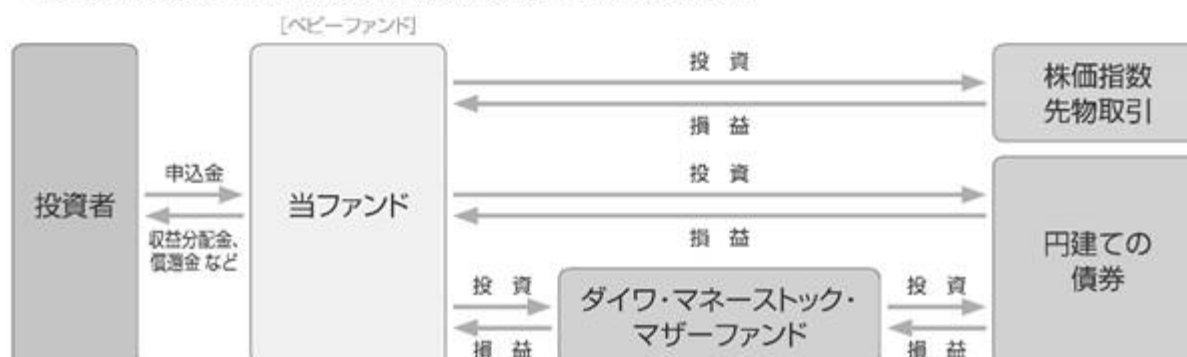 [ベビーファンド]
投資者
申込金
収益分配金、
償還金 など
当ファンド
投 資
損 益
株価指数
先物取引
投 資
損 益
円建ての
債券
投 資
損 益
ダイワ・マネーストック・
マザーファンド
投 資
損 益